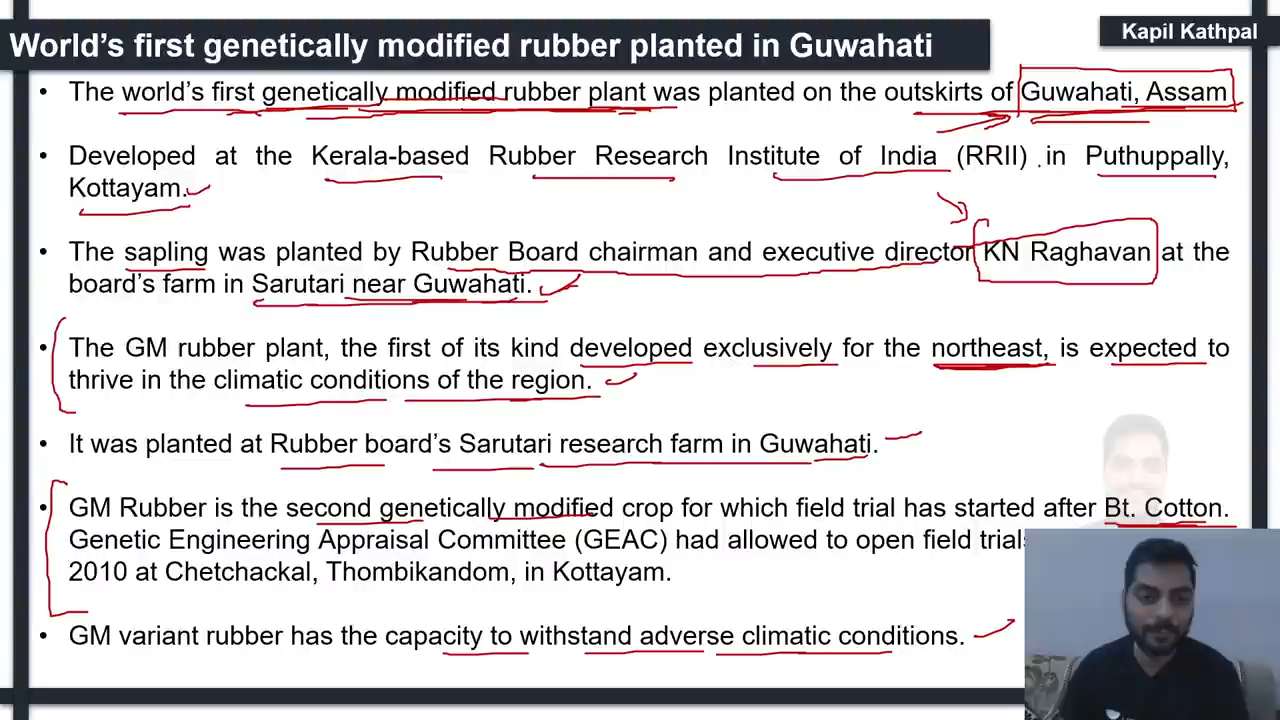 World's first genetically modified rubber planted in Guwahati
Kapil Kathpal
• The world's first genetically modified rubber plant was planted on the outskirts of Guwahati, Assam
• Developed at the Kerala-based Rubber Research Institute of India (RRII) in Puthuppally,
Kottayam.
• The sapling was planted by Rubber Board chairman and executive director KN Raghavan at the
board's farm in Sarutari near Guwahati.
• The GM rubber plant, the first of its kind developed exclusively for the northeast, is expected to
thrive in the climatic conditions of the region.
• It was planted at Rubber board's Sarutari research farm in Guwahati.
• GM Rubber is the second genetically modified crop for which field trial has started after Bt. Cotton.
Genetic Engineering Appraisal Committee (GEAC) had allowed to open field trials
2010 at Chetchackal, Thombikandom, in Kottayam.
• GM variant rubber has the capacity to withstand adverse climatic conditions.